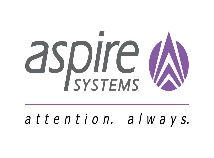 aspire
SYSTEMS
attention. always.